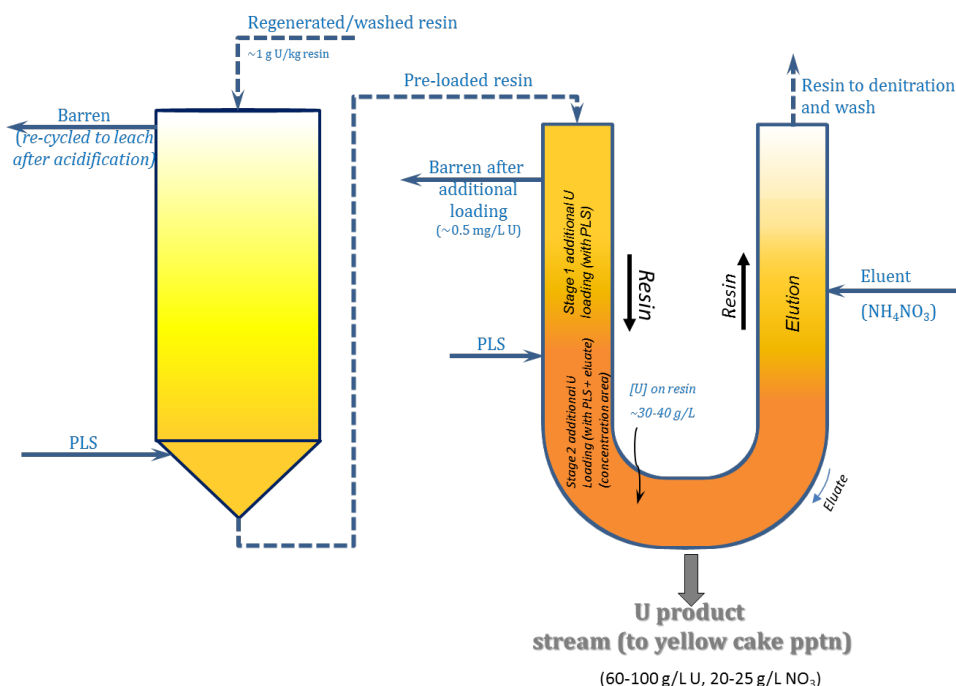 Regenerated/washed resin
~1 g U/kg resin
Barren
(re-cycled to leach
after acidification)
PLS
Pre-loaded resin
Barren after
additional
loading
(~0.5 mg/L U)
PLS
Stage 1 additional U
loading (with PLS)
Stage 2 additional U
Loading (with PLS + eluate)
(concentration area)
Resin
[U] on resin
~30-40 g/L
Resin
Elution
Resin to denitration
and wash
Eluent
(NH4NO3)
Eluate
U product
stream (to yellow cake pptn)
(60-100 g/L U, 20-25 g/L NO3)